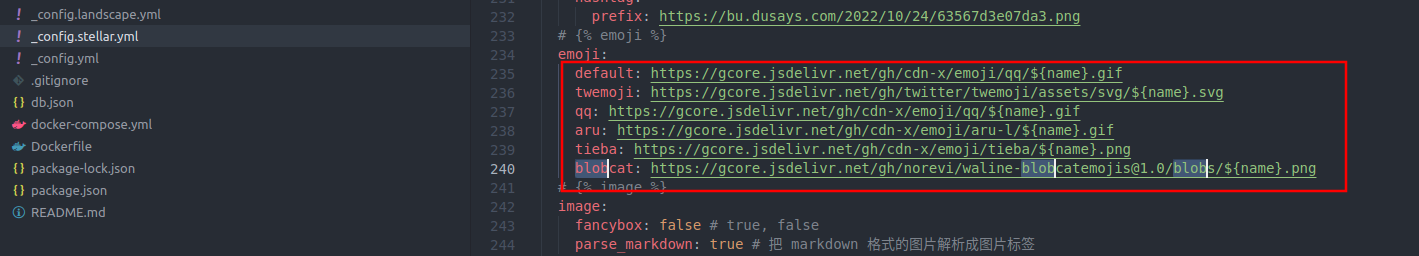 _config.landscape.yml
_config.stellar.yml
_config.yml
.gitignore
db.json
docker-compose.yml
Dockerfile
package-lock.json
package.json
README.md
232 prefix: https://bu.dusays.com/2022/10/24/63567d3e07da3.png
233 # {% emoji %}
234 emoji:
235 default: https://gcore.jsdelivr.net/gh/cdn-x/emoji/qq/${name}.gif
236 twemoji: https://gcore.jsdelivr.net/gh/twitter/twemoji/assets/svg/${name}.svg
237 qq: https://gcore.jsdelivr.net/gh/cdn-x/emoji/qq/${name}.gif
238 aru: https://gcore.jsdelivr.net/gh/cdn-x/emoji/aru-l/${name}.gif
239 tieba: https://gcore.jsdelivr.net/gh/cdn-x/emoji/tieba/${name}.png
240 blobcat: https://gcore.jsdelivr.net/gh/norevi/waline-blobcatemojis@1.0/blobs/${name}.png
241 # {% image %}
242 image:
243 fancybox: false # true, false
244 parse_markdown: true # 把 markdown 格式的图片解析成图片标签